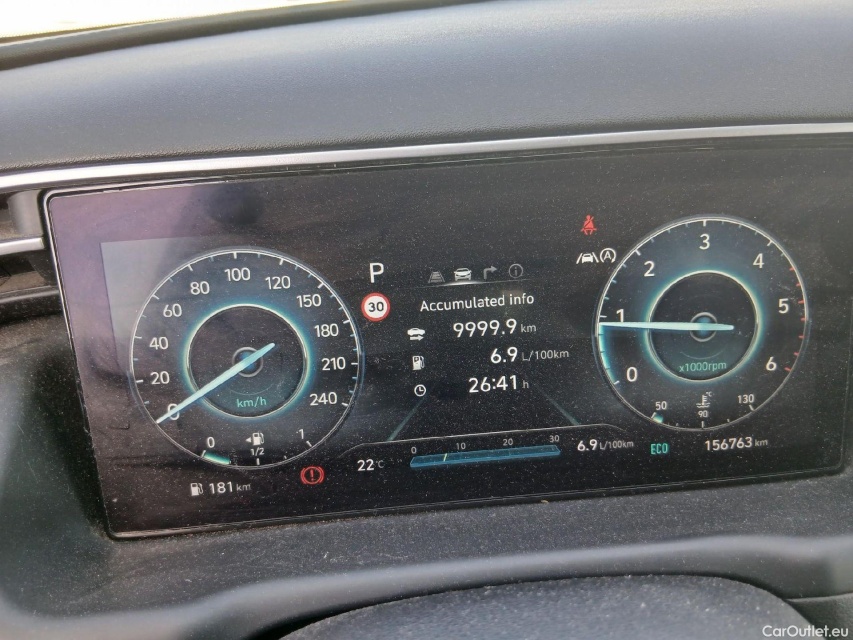 P
30
Accumulated info
9999.9 km
6.9 L/100km
26:41 h
0 20 40 60 80 100 120 150 180 210 240
km/h
0 1/2 1
181 km
22°C
0 10 20 30
6.9 L/100km
ECO
156763 km
A
0 1 2 3 4 5 6
x1000rpm
50 90 130
°C
CarOutlet.eu